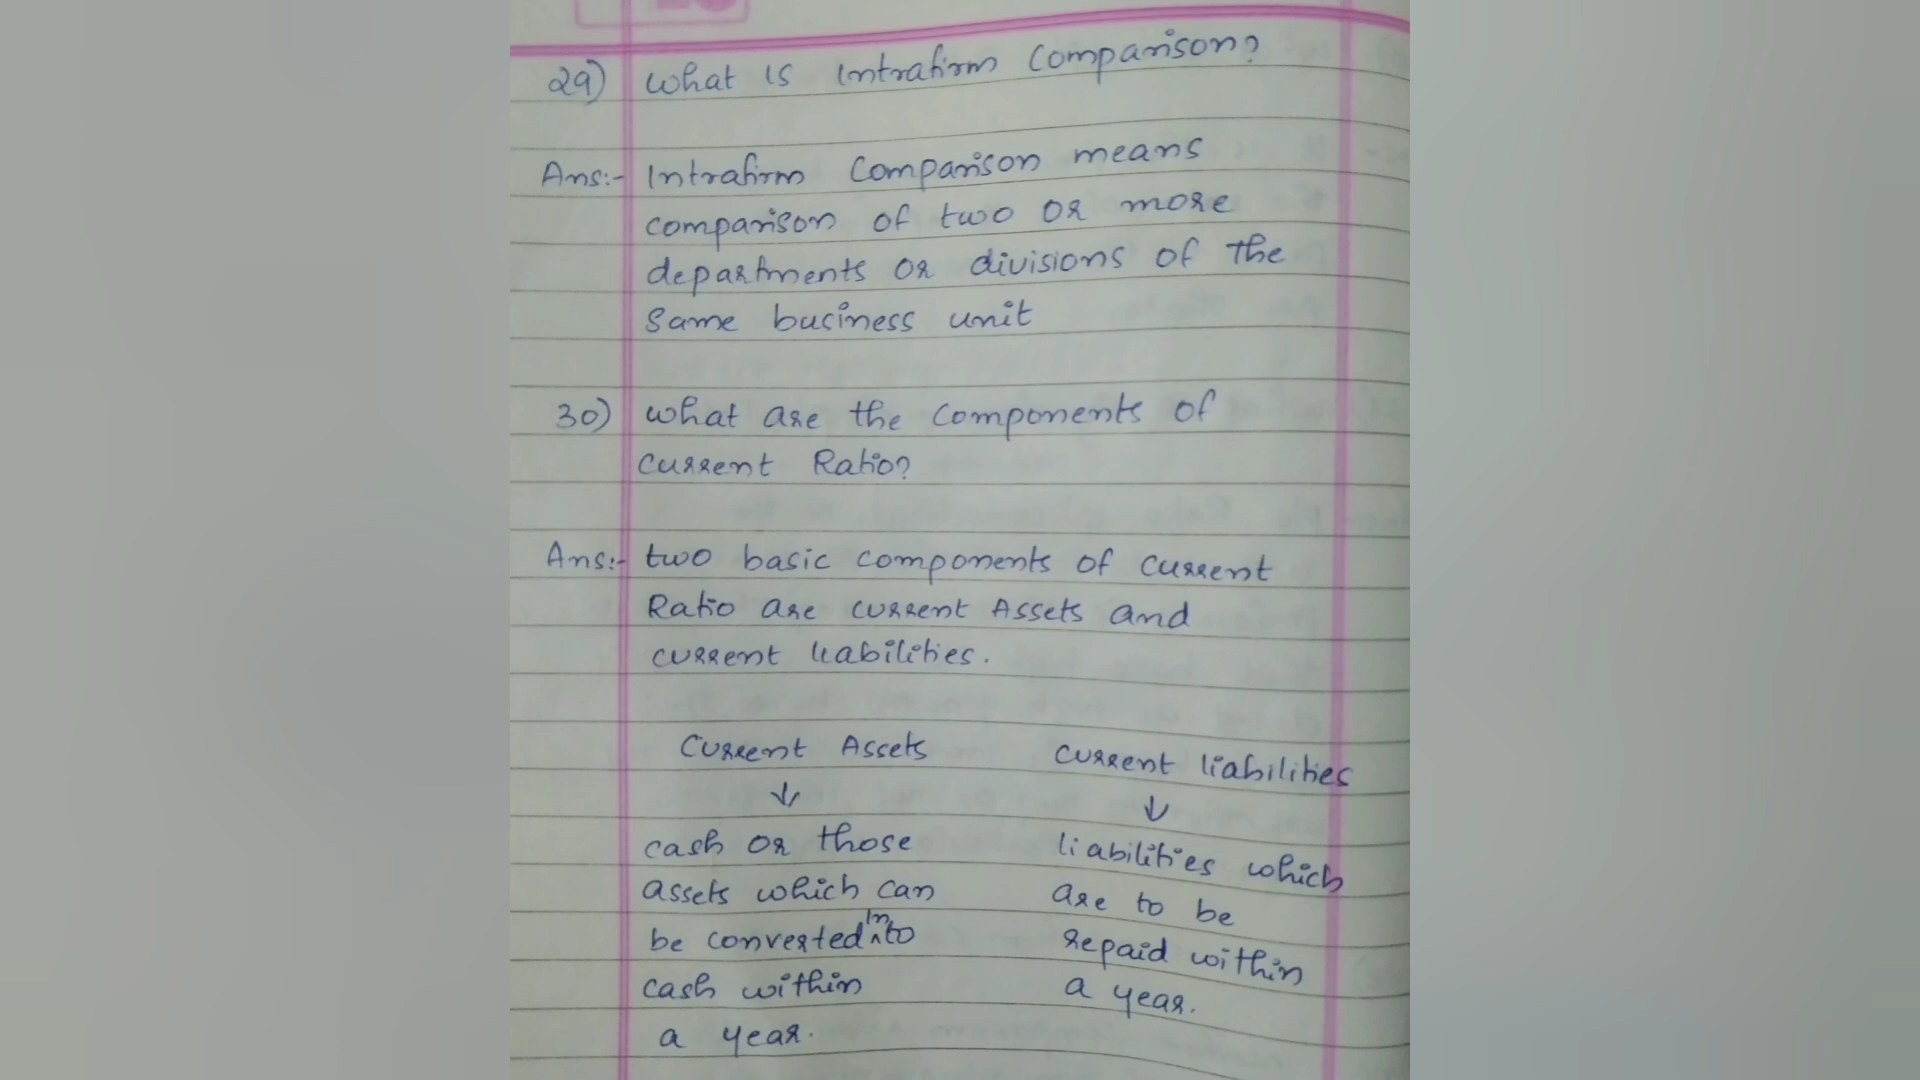 29) What is Intrafirm Comparison?
Ans:- Intrafirm Comparison means
comparison of two or more
departments or divisions of the
Same business unit
30) What are the components of
current Ratio?
Ans:- two basic components of current
Ratio are current Assets and
current liabilities.
Current Assets
↓
cash or those
assets which can
be converted into
cash within
a year.
current liabilities
↓
liabilities which
are to be
repaid within
a year.